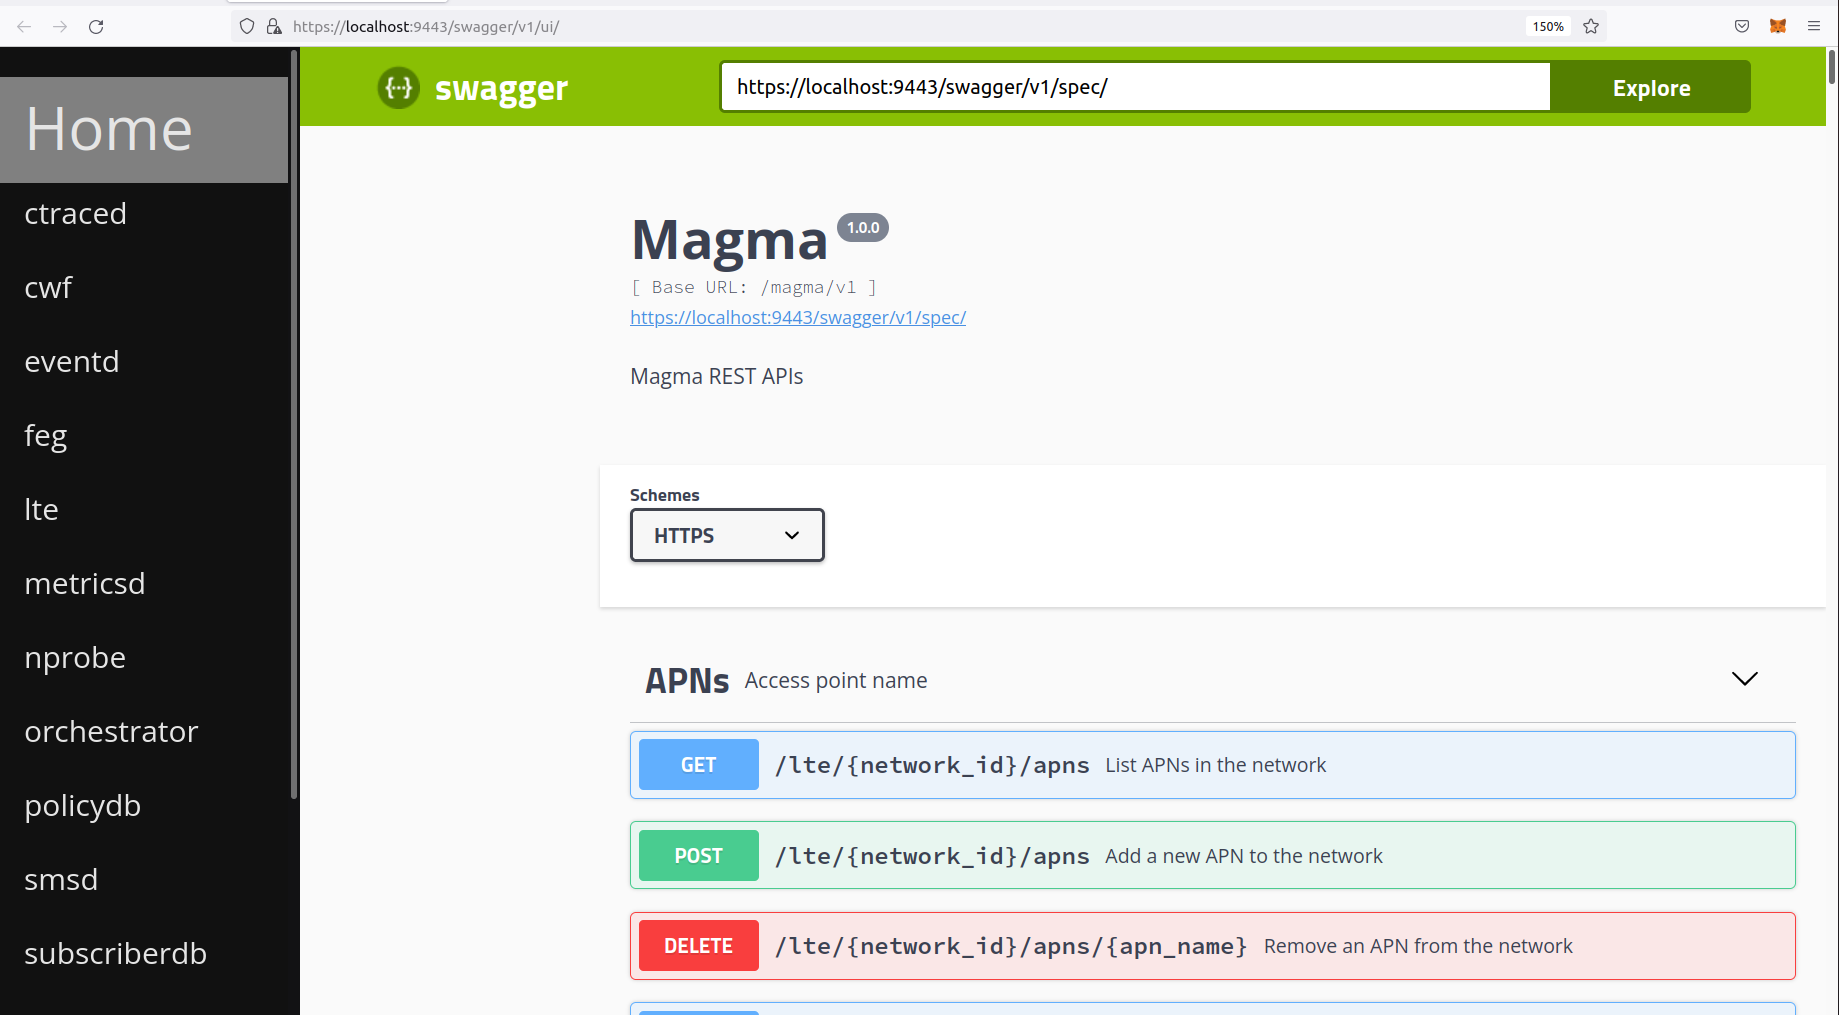 https://localhost:9443/swagger/v1/ui/
150%
Home
ctraced
cwf
eventd
feg
lte
metricsd
nprobe
orchestrator
policydb
smsd
subscriberdb
{···} swagger
https://localhost:9443/swagger/v1/spec/
Explore
Magma 1.0.0
[ Base URL: /magma/v1 ]
https://localhost:9443/swagger/v1/spec/
Magma REST APIs
Schemes
HTTPS
APNs Access point name
GET /lte/{network_id}/apns List APNs in the network
POST /lte/{network_id}/apns Add a new APN to the network
DELETE /lte/{network_id}/apns/{apn_name} Remove an APN from the network